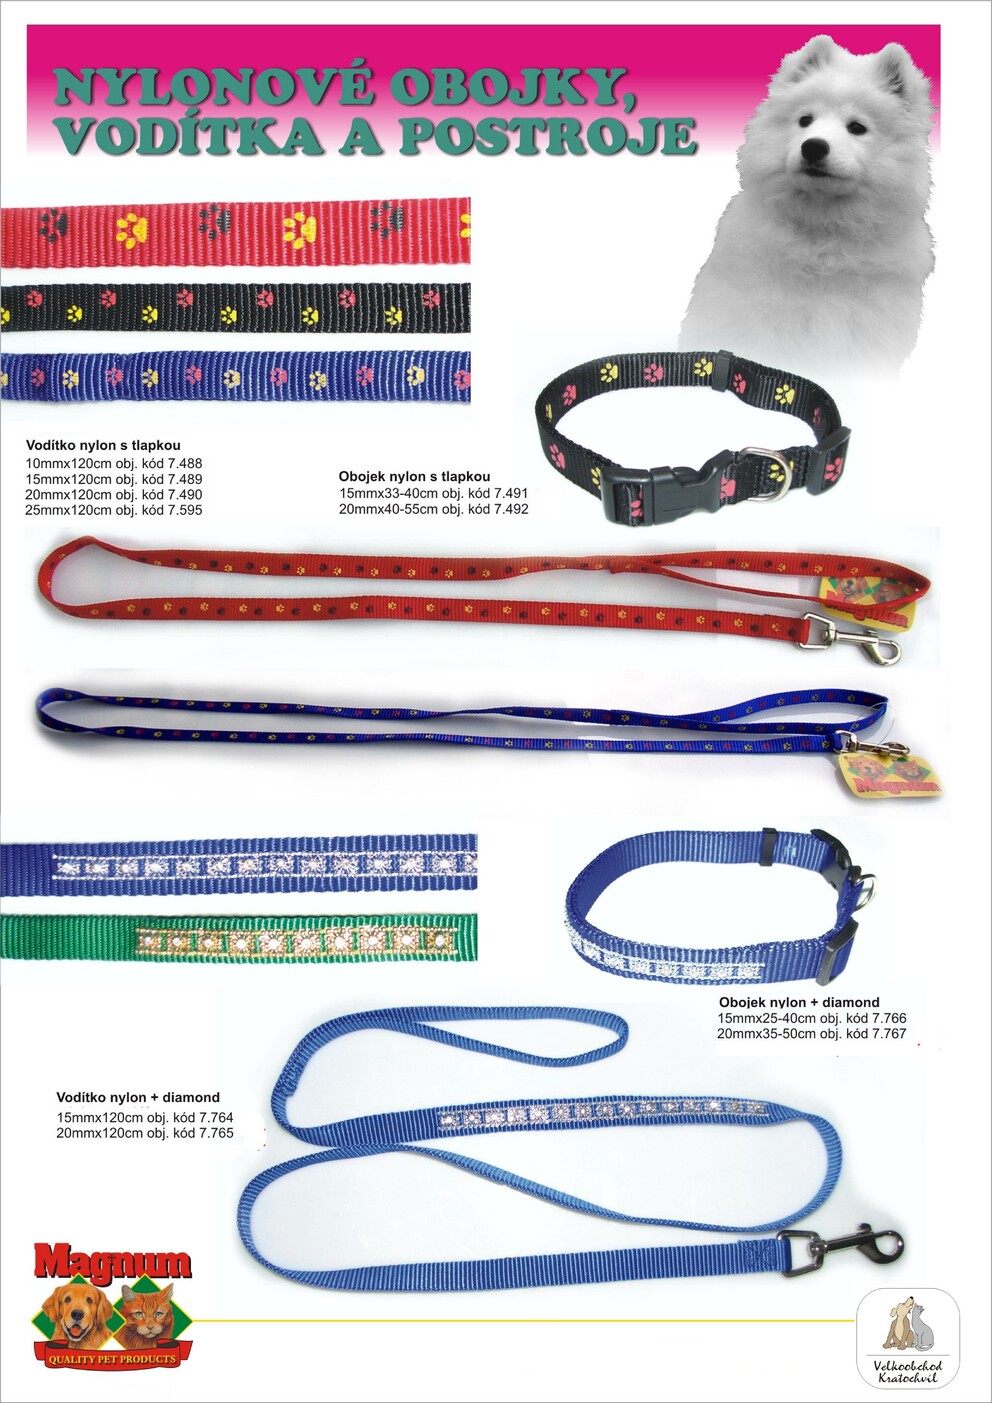 NYLONOVÉ OBOJKY,
VODÍTKA A POSTROJE
Vodítko nylon s tlapkou
10mmx120cm obj. kód 7.488
15mmx120cm obj. kód 7.489
20mmx120cm obj. kód 7.490
25mmx120cm obj. kód 7.595
Obojek nylon s tlapkou
15mmx33-40cm obj. kód 7.491
20mmx40-55cm obj. kód 7.492
Magnum
Magnum
Obojek nylon + diamond
15mmx25-40cm obj. kód 7.766
20mmx35-50cm obj. kód 7.767
Vodítko nylon + diamond
15mmx120cm obj. kód 7.764
20mmx120cm obj. kód 7.765
Magnum
QUALITY PET PRODUCTS
Velkoobchod
Kratochvíl